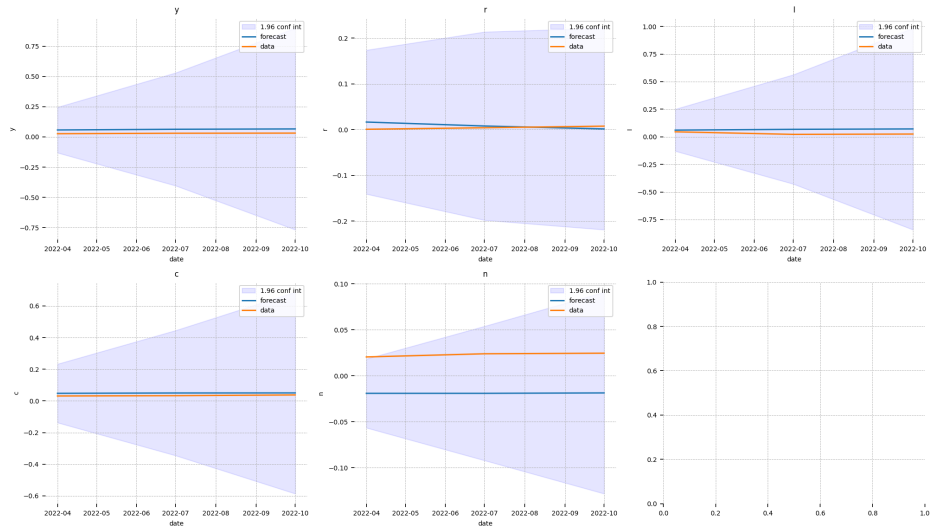 y
1.96 conf int
forecast
data
0.75
0.50
0.25
0.00
−0.25
−0.50
−0.75
y
2022-04 2022-05 2022-06 2022-07 2022-08 2022-09 2022-10
date
r
1.96 conf int
forecast
data
0.2
0.1
0.0
−0.1
−0.2
r
2022-04 2022-05 2022-06 2022-07 2022-08 2022-09 2022-10
date
I
1.96 conf int
forecast
data
1.00
0.75
0.50
0.25
0.00
−0.25
−0.50
−0.75
I
2022-04 2022-05 2022-06 2022-07 2022-08 2022-09 2022-10
date
c
1.96 conf int
forecast
data
0.6
0.4
0.2
0.0
−0.2
−0.4
−0.6
c
2022-04 2022-05 2022-06 2022-07 2022-08 2022-09 2022-10
date
n
1.96 conf int
forecast
data
0.10
0.05
0.00
−0.05
−0.10
n
2022-04 2022-05 2022-06 2022-07 2022-08 2022-09 2022-10
date
1.0
0.8
0.6
0.4
0.2
0.0
0.0 0.2 0.4 0.6 0.8 1.0